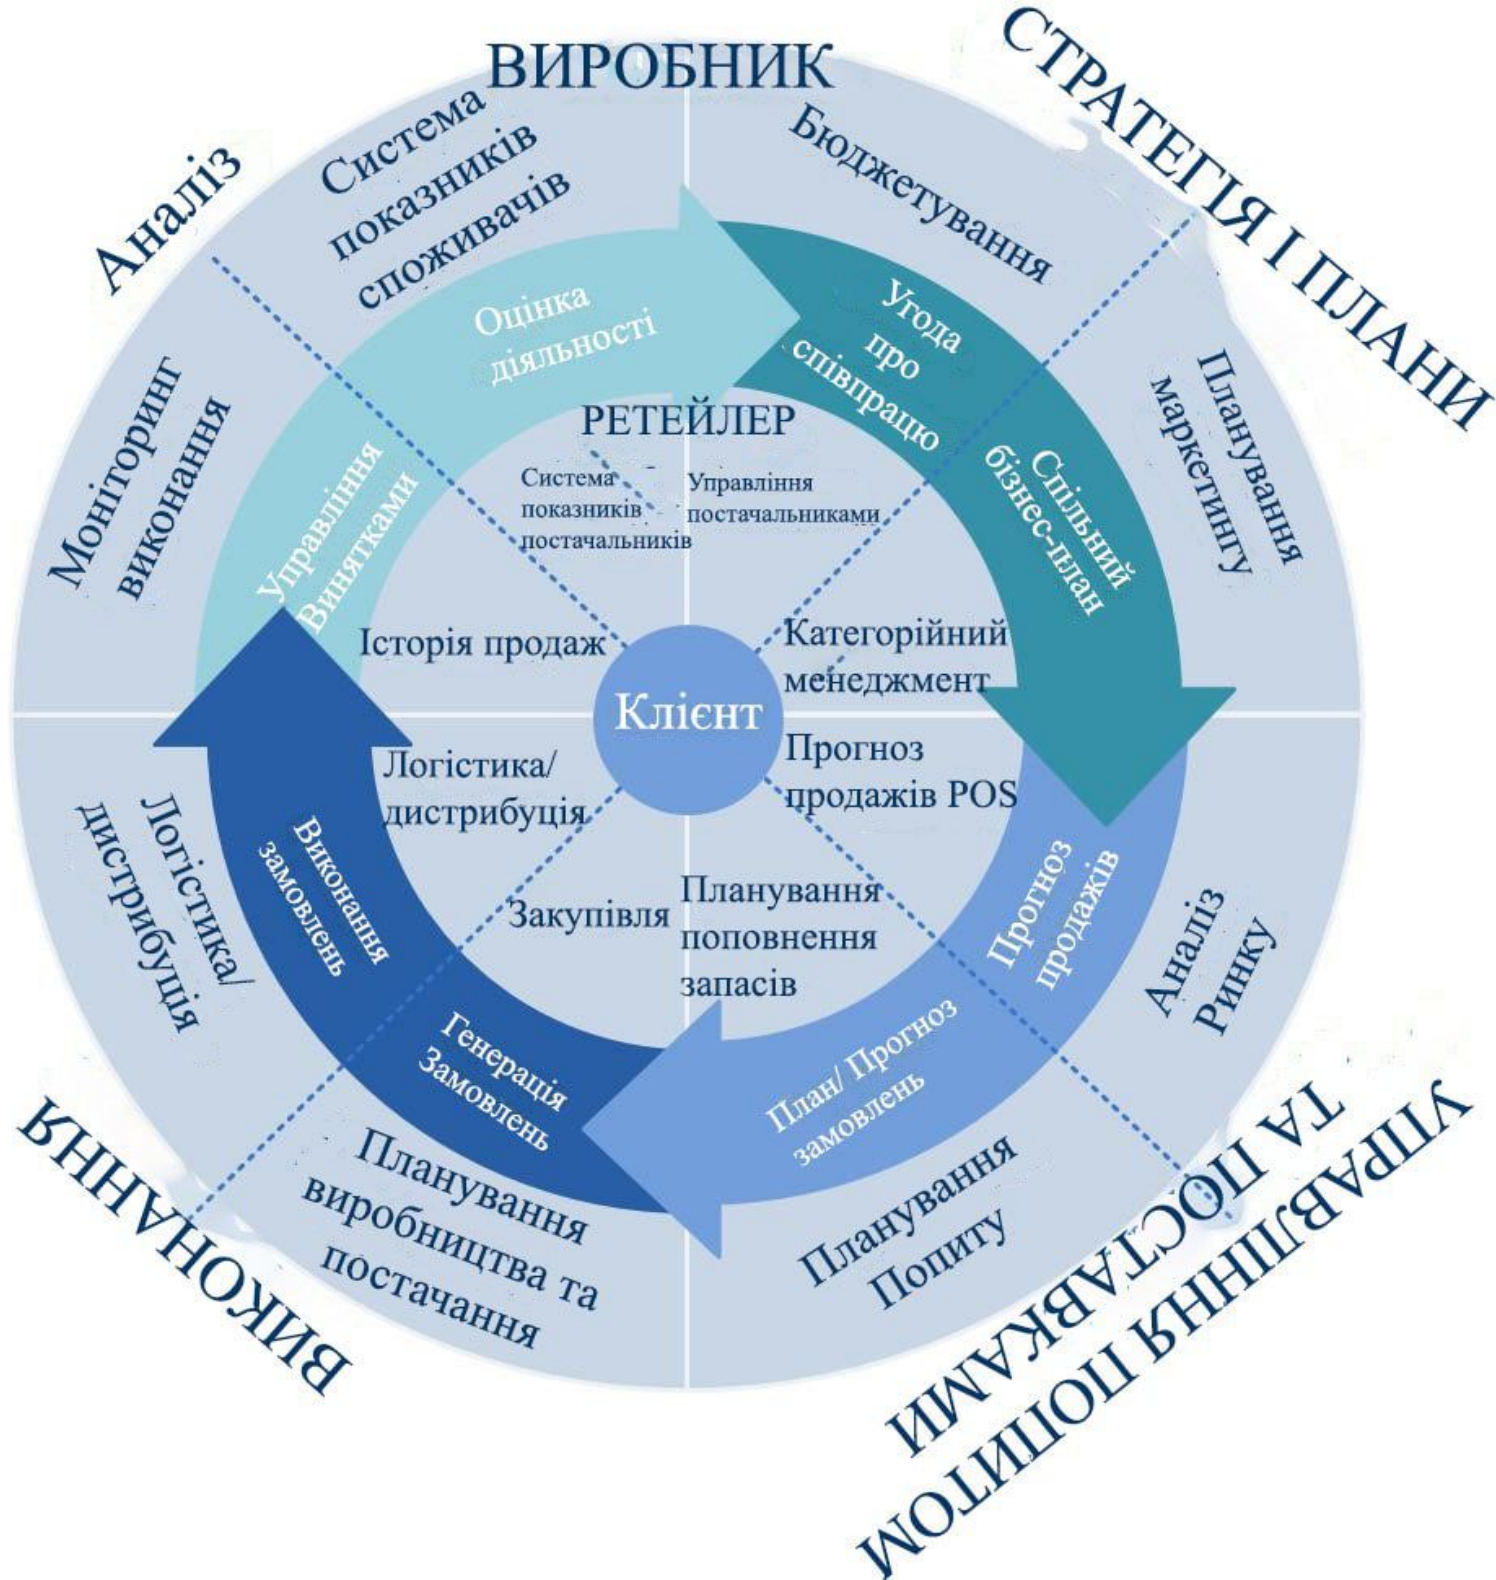 ВИРОБНИК
СТРАТЕГІЯ І ПЛАНИ
Аналіз
Система
показників
споживачів
Бюджетування
Оцінка
діяльності
Угода
про
співпрацю
Планування
маркетингу
Моніторинг
виконання
Управління
Винятками
Спільний
бізнес-план
РЕТЕЙЛЕР
Система
показників
постачальників
Управління
постачальниками
Історія продаж
Категорійний
менеджмент
Клієнт
Логістика/
дистрибуція
Прогноз
продажів POS
Закупівля
Планування
поповнення
запасів
Логістика/
дистрибуція
Виконання
замовлень
Прогноз
продажів
Аналіз
Ринку
Генерація
Замовлень
План/ Прогноз
замовлень
Планування
виробництва та
постачання
Планування
Попиту
ВИКОНАННЯ
УПРАВЛІННЯ ПОПИТОМ
ТА ПОСТАВКАМИ